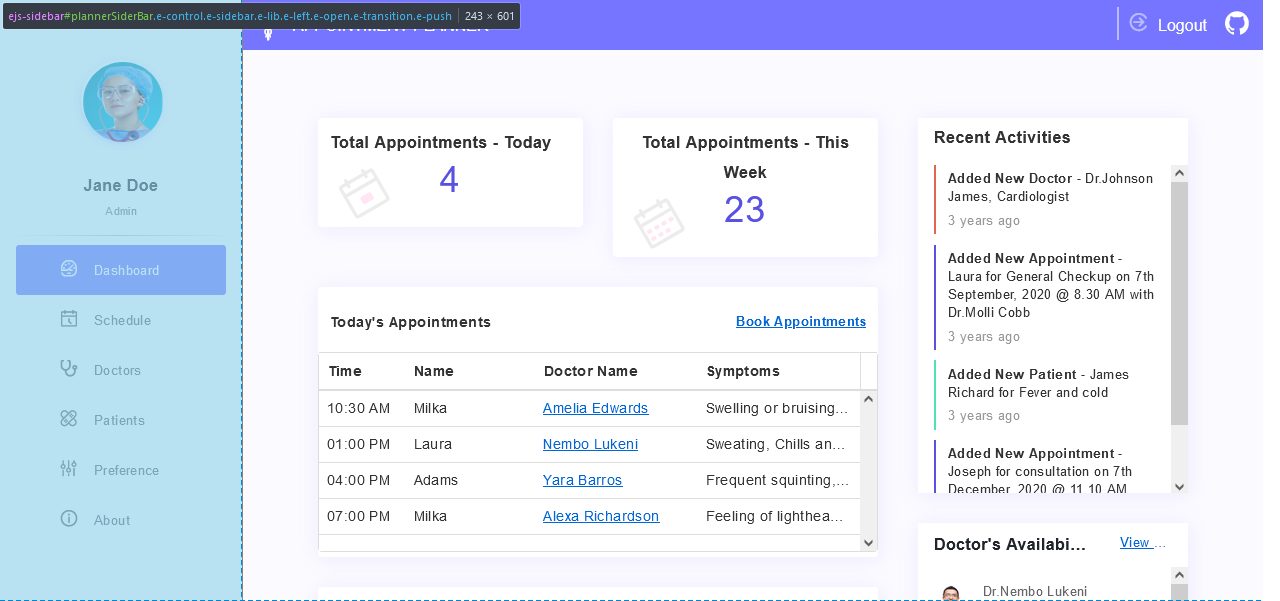 ejs-sidebar#plannerSiderBar.e-control.e-sidebar.e-lib.e-left.e-open.e-transition.e-push 243 × 601
APPOINTMENT PLANNER
Logout
Jane Doe
Admin
Dashboard
Schedule
Doctors
Patients
Preference
About
Total Appointments - Today
4
Total Appointments - This
Week
23
Today's Appointments
Book Appointments
Time Name Doctor Name Symptoms
10:30 AM Milka Amelia Edwards Swelling or bruising...
01:00 PM Laura Nembo Lukeni Sweating, Chills an...
04:00 PM Adams Yara Barros Frequent squinting,...
07:00 PM Milka Alexa Richardson Feeling of lighthea...
Recent Activities
Added New Doctor - Dr.Johnson
James, Cardiologist
3 years ago
Added New Appointment -
Laura for General Checkup on 7th
September, 2020 @ 8.30 AM with
Dr.Molli Cobb
3 years ago
Added New Patient - James
Richard for Fever and cold
3 years ago
Added New Appointment -
Joseph for consultation on 7th
December, 2020 @ 11.10 AM
Doctor's Availabi...
View ...
Dr.Nembo Lukeni